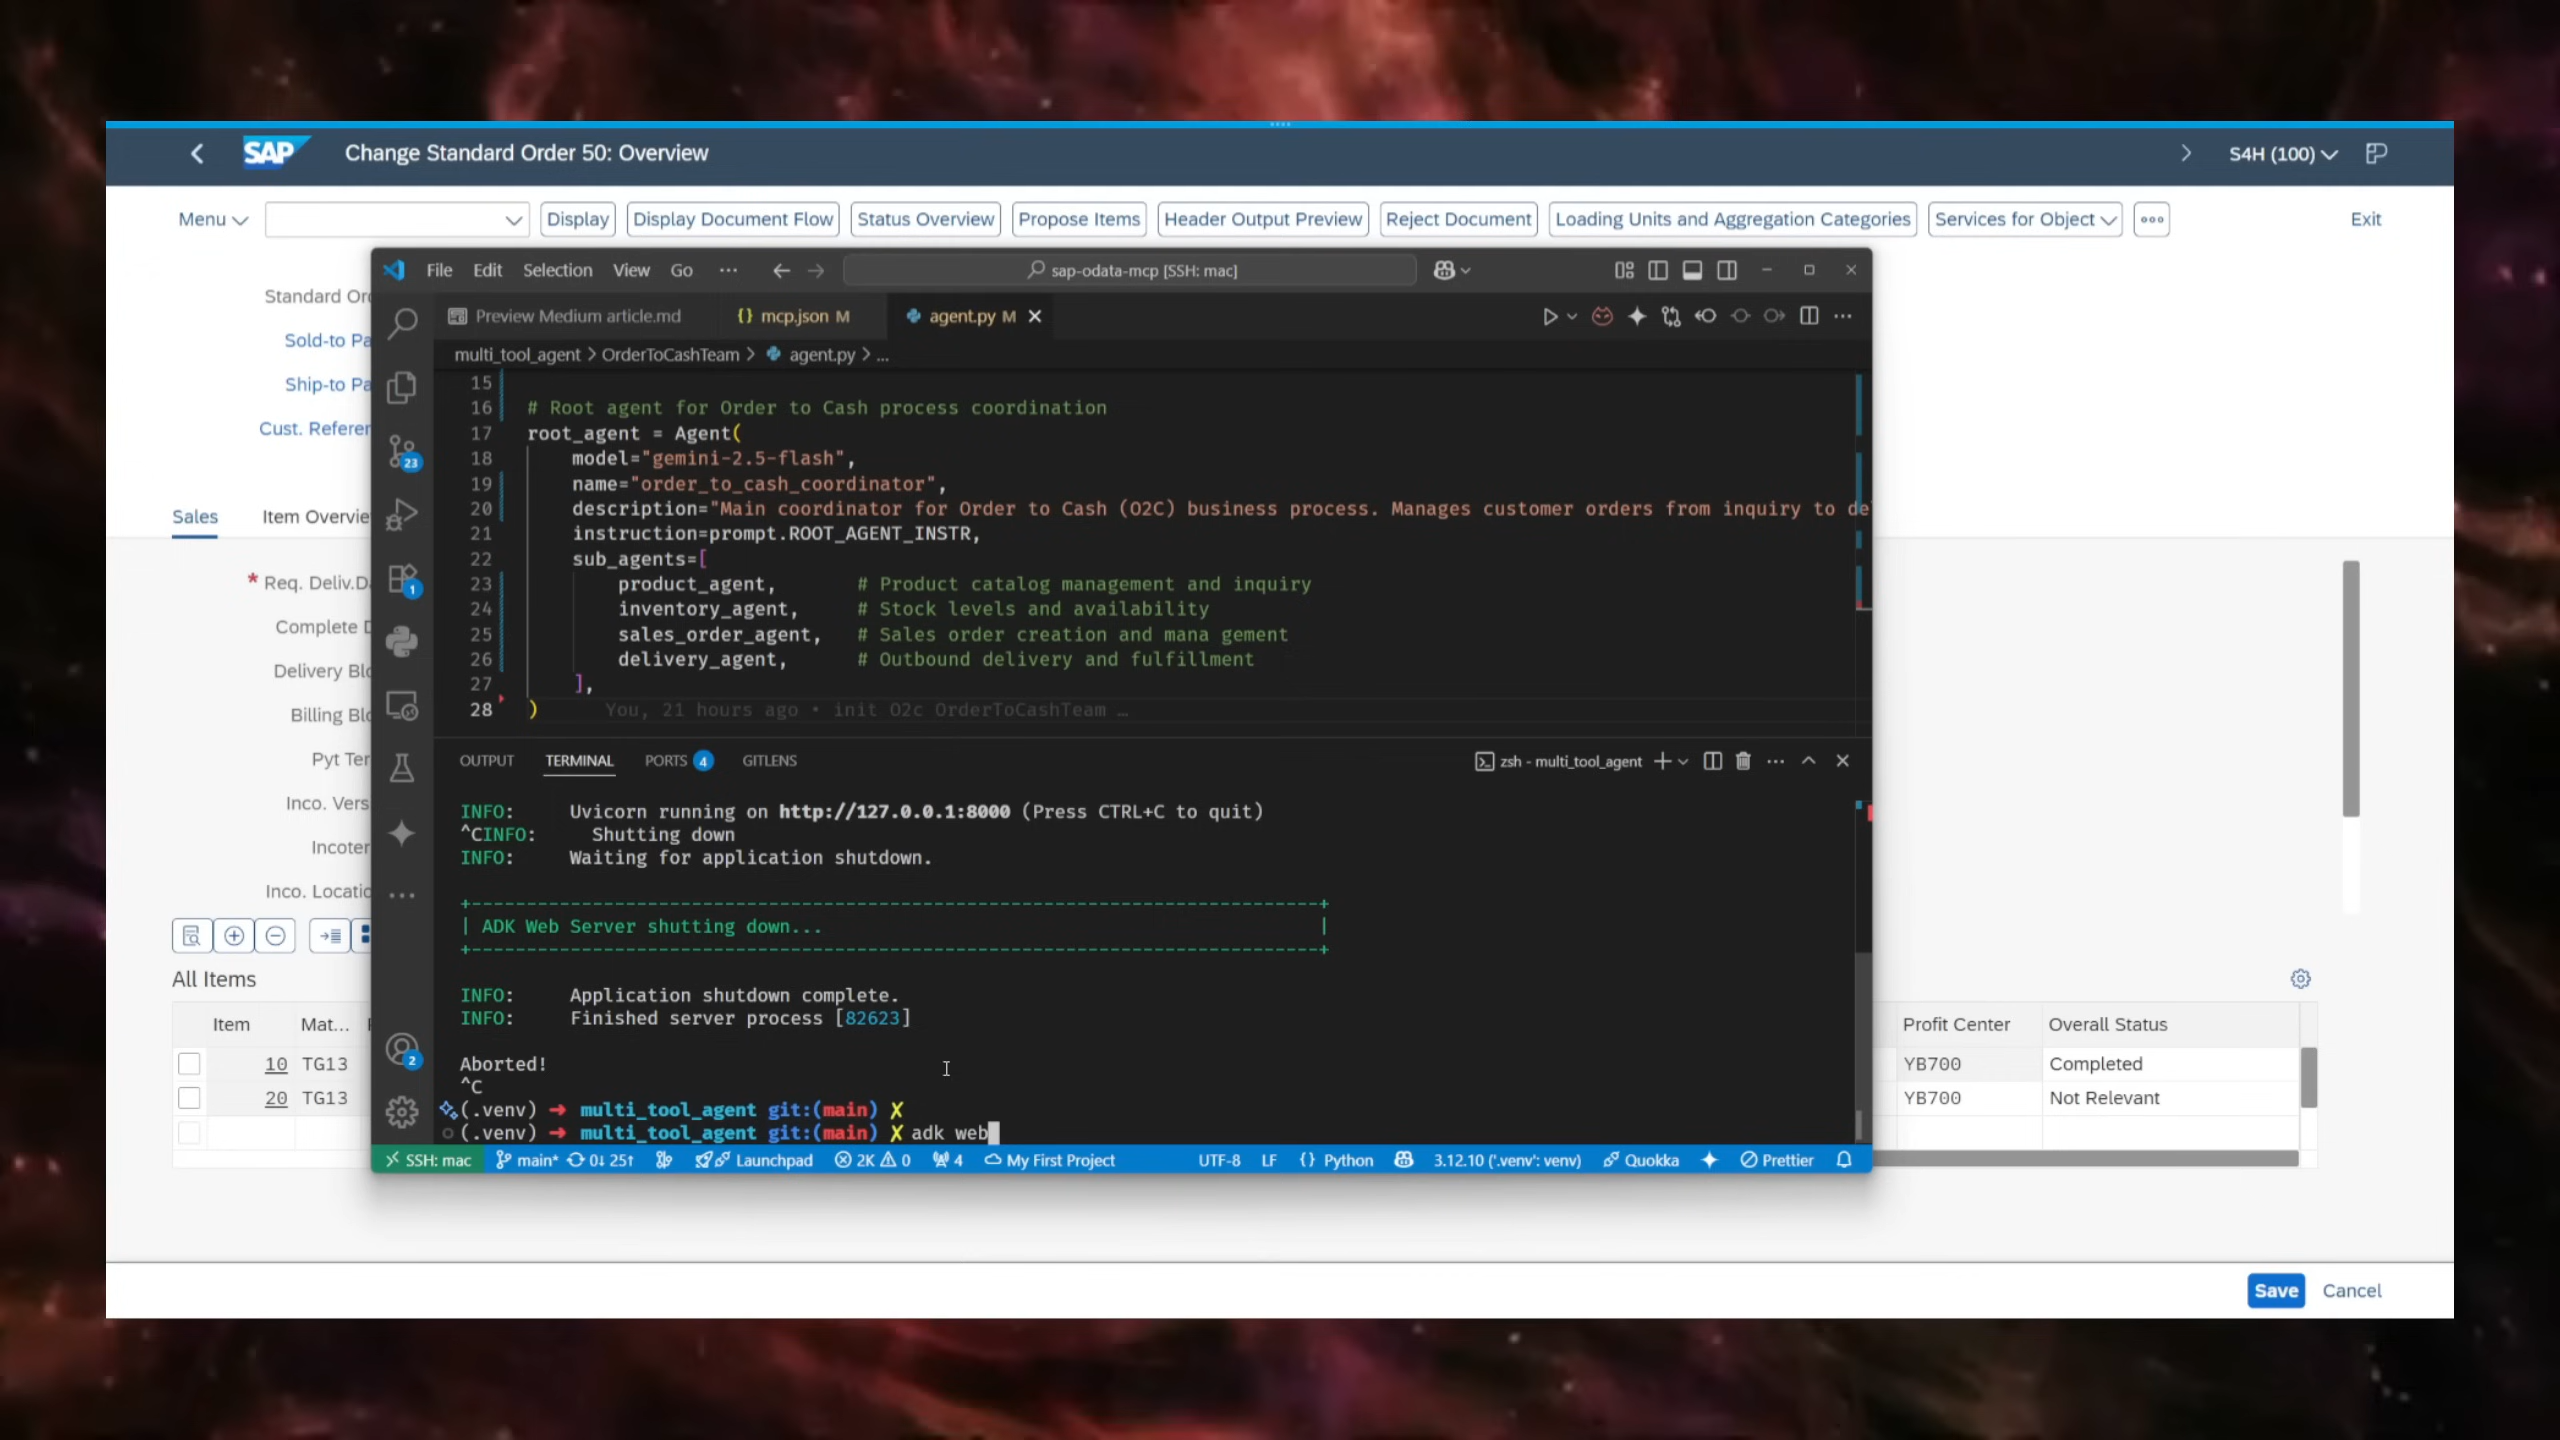 SAP Change Standard Order 50: Overview S4H (100)
Menu Display Display Document Flow Status Overview Propose Items Header Output Preview Reject Document Loading Units and Aggregation Categories Services for Object Exit
Standard Or
Sold-to Pa
Ship-to Pa
Cust. Referen
Sales Item Overvie
* Req. Deliv.D
Complete D
Delivery Blo
Billing Blo
Pyt Ter
Inco. Vers
Incoter
Inco. Locatio
All Items
Item Mat...
10 TG13
20 TG13
File Edit Selection View Go ··· sap-odata-mcp [SSH: mac]
Preview Medium article.md {} mcp.json M agent.py M
multi_tool_agent > OrderToCashTeam > agent.py > ...
15
16 # Root agent for Order to Cash process coordination
17 root_agent = Agent(
18 model="gemini-2.5-flash",
19 name="order_to_cash_coordinator",
20 description="Main coordinator for Order to Cash (O2C) business process. Manages customer orders from inquiry to de
21 instruction=prompt.ROOT_AGENT_INSTR,
22 sub_agents=[
23 product_agent, # Product catalog management and inquiry
24 inventory_agent, # Stock levels and availability
25 sales_order_agent, # Sales order creation and mana gement
26 delivery_agent, # Outbound delivery and fulfillment
27 ],
28 ) You, 21 hours ago • init O2c OrderToCashTeam …
23
1
2
OUTPUT TERMINAL PORTS 4 GITLENS zsh - multi_tool_agent
INFO: Uvicorn running on http://127.0.0.1:8000 (Press CTRL+C to quit)
^CINFO: Shutting down
INFO: Waiting for application shutdown.
+-----------------------------------------------------------------------------+
| ADK Web Server shutting down... |
+-----------------------------------------------------------------------------+
INFO: Application shutdown complete.
INFO: Finished server process [82623]
Aborted!
^C
(.venv) ➜ multi_tool_agent git:(main) ✗
(.venv) ➜ multi_tool_agent git:(main) ✗ adk web
SSH: mac main* 0↓ 25↑ Launchpad 2K 0 4 My First Project UTF-8 LF {} Python 3.12.10 ('.venv': venv) Quokka Prettier
Profit Center Overall Status
YB700 Completed
YB700 Not Relevant
Save Cancel